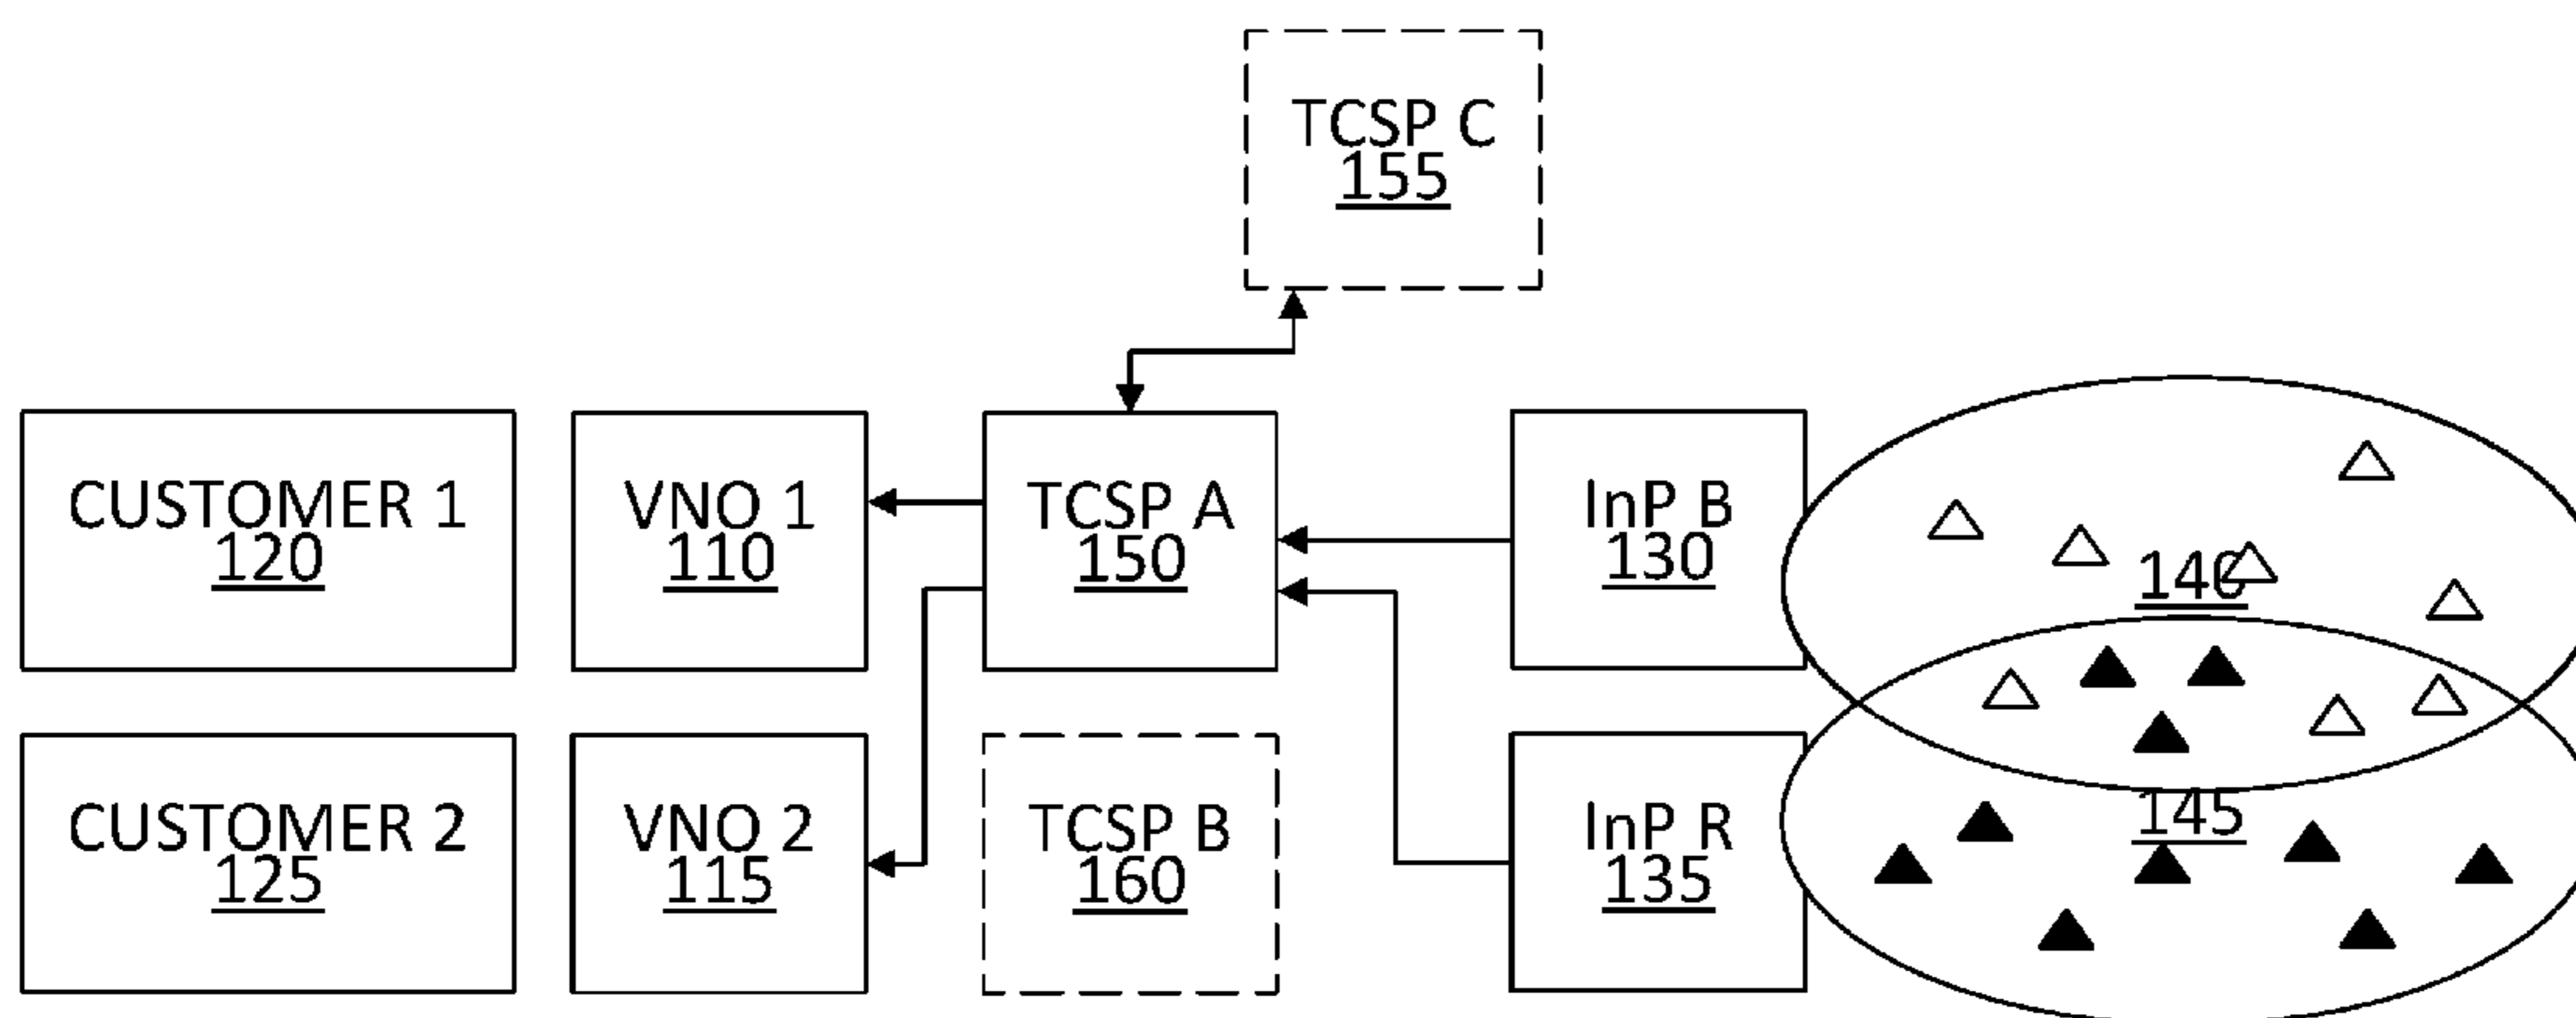 TCSP C
155
CUSTOMER 1
120
VNO 1
110
TCSP A
150
InP B
130
140
CUSTOMER 2
125
VNO 2
115
TCSP B
160
InP R
135
145